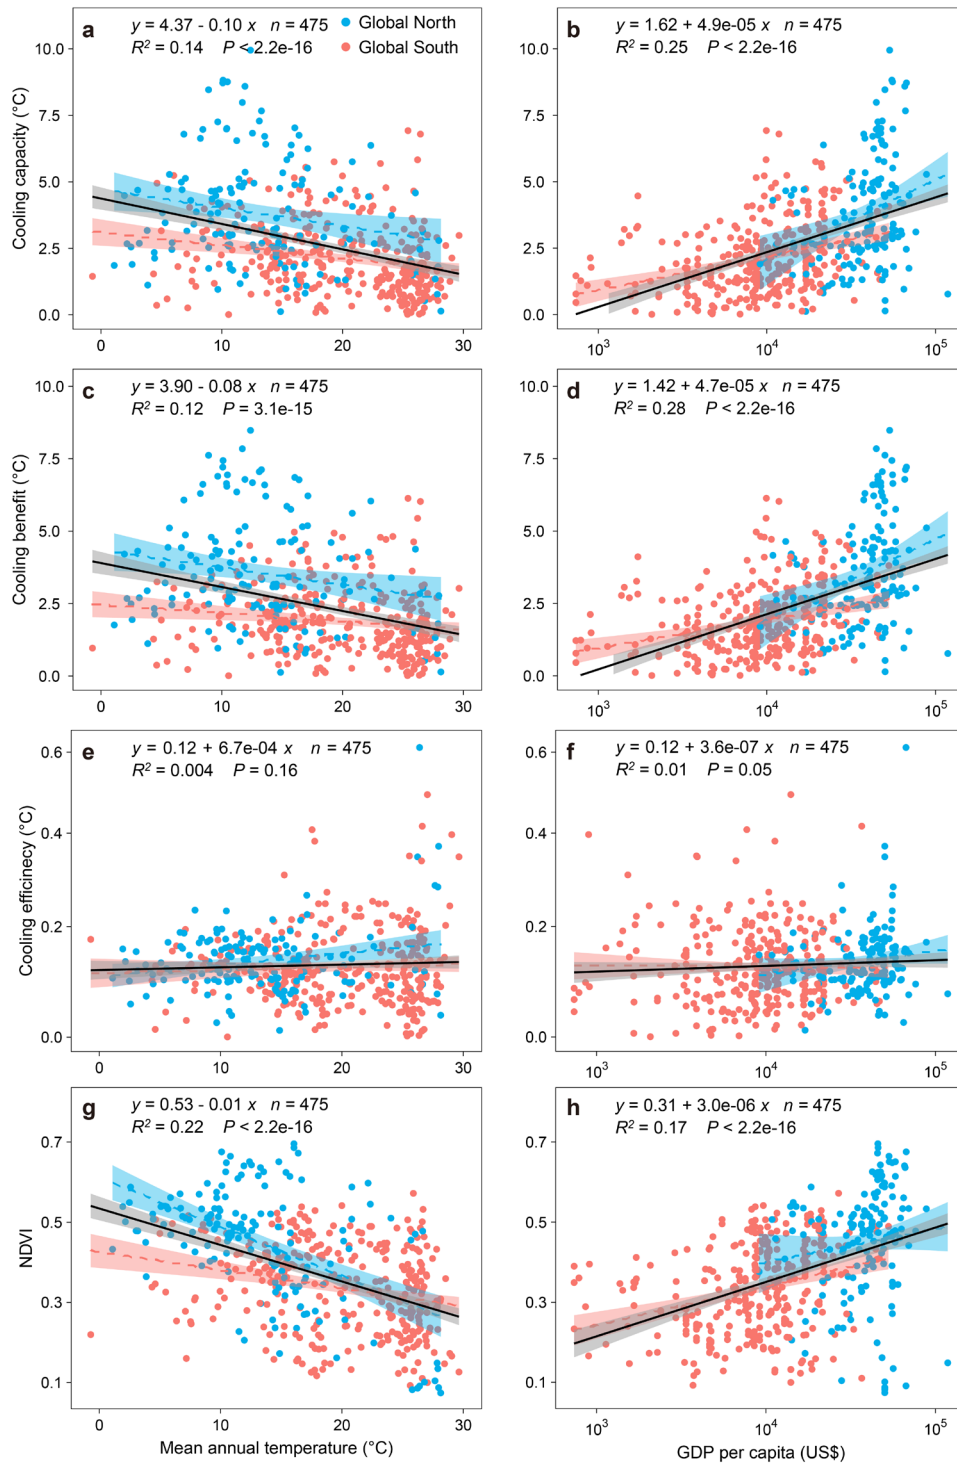 a y = 4.37 - 0.10 x n = 475
R² = 0.14 P < 2.2e-16
Global North
Global South
Cooling capacity (°C)
10.0
7.5
5.0
2.5
0.0
0 10 20 30
b y = 1.62 + 4.9e-05 x n = 475
R² = 0.25 P < 2.2e-16
10.0
7.5
5.0
2.5
0.0
10³ 10⁴ 10⁵
c y = 3.90 - 0.08 x n = 475
R² = 0.12 P = 3.1e-15
Cooling benefit (°C)
10.0
7.5
5.0
2.5
0.0
0 10 20 30
d y = 1.42 + 4.7e-05 x n = 475
R² = 0.28 P < 2.2e-16
10.0
7.5
5.0
2.5
0.0
10³ 10⁴ 10⁵
e y = 0.12 + 6.7e-04 x n = 475
R² = 0.004 P = 0.16
Cooling efficinecy (°C)
0.6
0.4
0.2
0.0
0 10 20 30
f y = 0.12 + 3.6e-07 x n = 475
R² = 0.01 P = 0.05
0.6
0.4
0.2
0.0
10³ 10⁴ 10⁵
g y = 0.53 - 0.01 x n = 475
R² = 0.22 P < 2.2e-16
NDVI
0.7
0.5
0.3
0.1
0 10 20 30
Mean annual temperature (°C)
h y = 0.31 + 3.0e-06 x n = 475
R² = 0.17 P < 2.2e-16
0.7
0.5
0.3
0.1
10³ 10⁴ 10⁵
GDP per capita (US$)